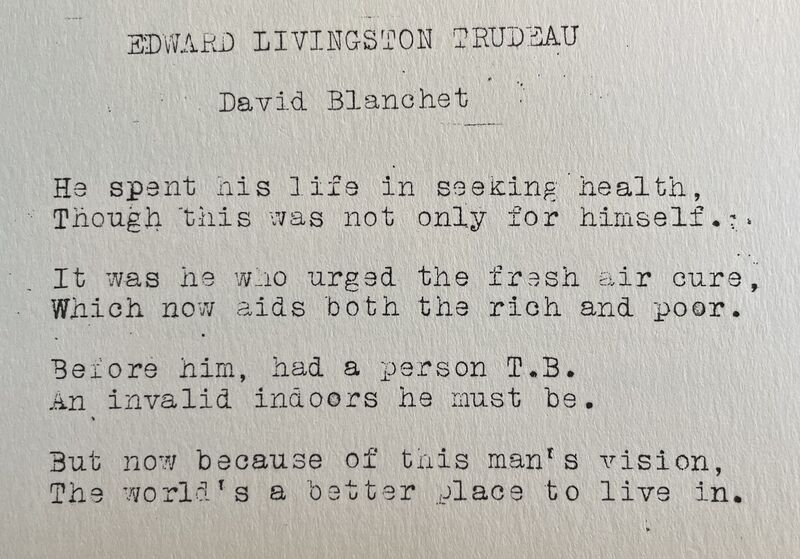 EDWARD LIVINGSTON TRUDEAU
David Blanchet
He spent his life in seeking health,
Though this was not only for himself.
It was he who urged the fresh air cure,
Which now aids both the rich and poor.
Before him, had a person T.B.
An invalid indoors he must be.
But now because of this man's vision,
The world's a better place to live in.